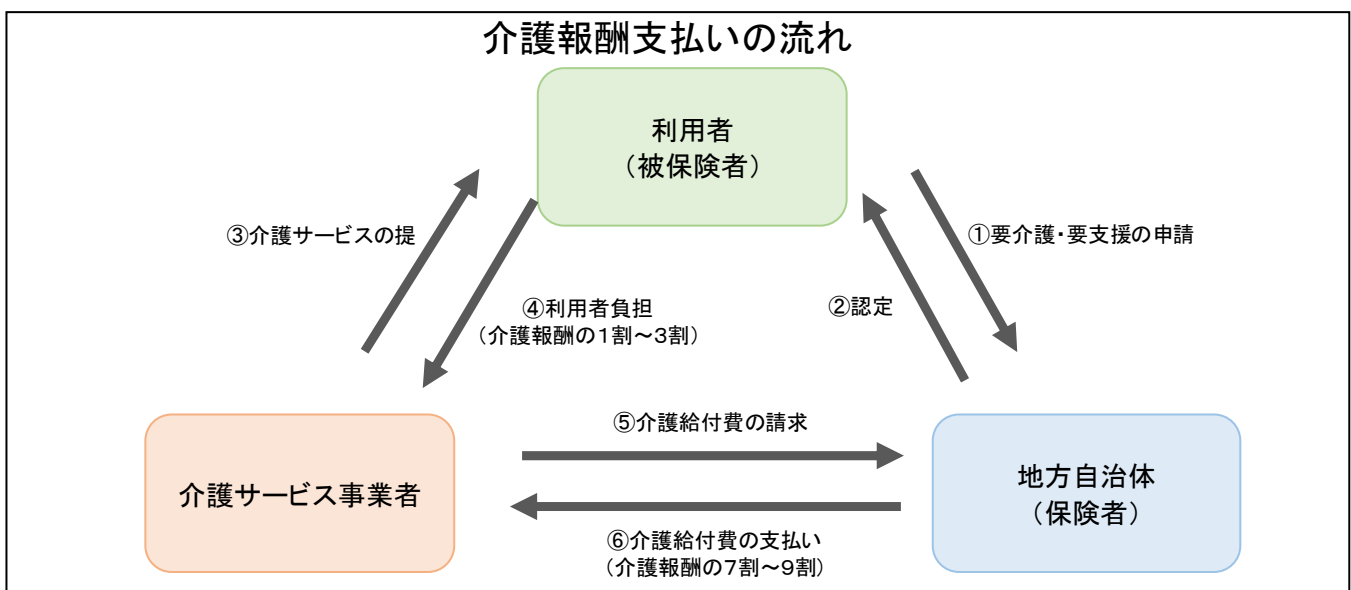 介護報酬支払いの流れ
利用者
（被保険者）
③介護サービスの提
①要介護・要支援の申請
④利用者負担
（介護報酬の1割～3割）
②認定
⑤介護給付費の請求
介護サービス事業者
地方自治体
（保険者）
⑥介護給付費の支払い
（介護報酬の7割～9割）